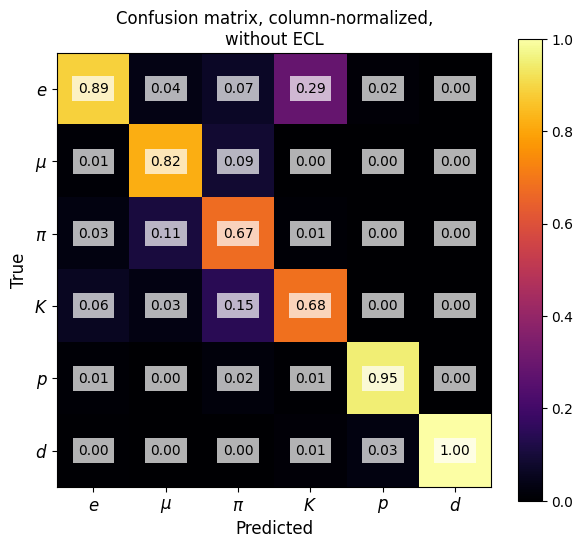 Confusion matrix, column-normalized,
without ECL
True
e 0.89 0.04 0.07 0.29 0.02 0.00
μ 0.01 0.82 0.09 0.00 0.00 0.00
π 0.03 0.11 0.67 0.01 0.00 0.00
K 0.06 0.03 0.15 0.68 0.00 0.00
p 0.01 0.00 0.02 0.01 0.95 0.00
d 0.00 0.00 0.00 0.01 0.03 1.00
e μ π K p d
Predicted
1.0
0.8
0.6
0.4
0.2
0.0